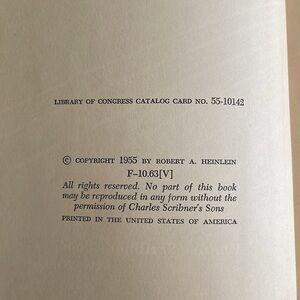 LIBRARY OF CONGRESS CATALOG CARD NO. 55-10142
© COPYRIGHT 1955 BY ROBERT A. HEINLEIN
F–10.63[V]
All rights reserved. No part of this book
may be reproduced in any form without the
permission of Charles Scribner's Sons
PRINTED IN THE UNITED STATES OF AMERICA